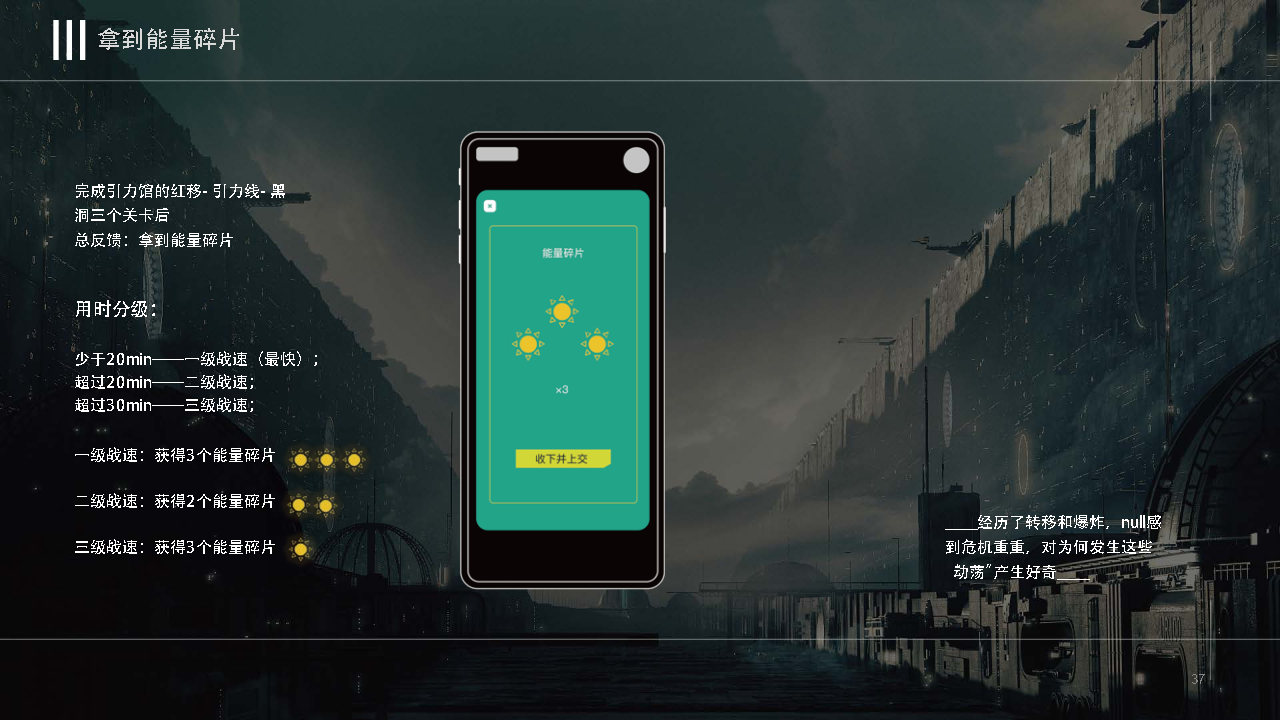 拿到能量碎片
完成引力馆的红移- 引力线- 黑
洞三个关卡后
总反馈：拿到能量碎片
用时分级：
少于20min——一级战速（最快）；
超过20min——二级战速；
超过30min——三级战速；
一级战速：获得3个能量碎片
二级战速：获得2个能量碎片
三级战速：获得3个能量碎片
能量碎片
×3
收下并上交
____经历了转移和爆炸，null感
到危机重重，对为何发生这些
动荡”产生好奇____
37